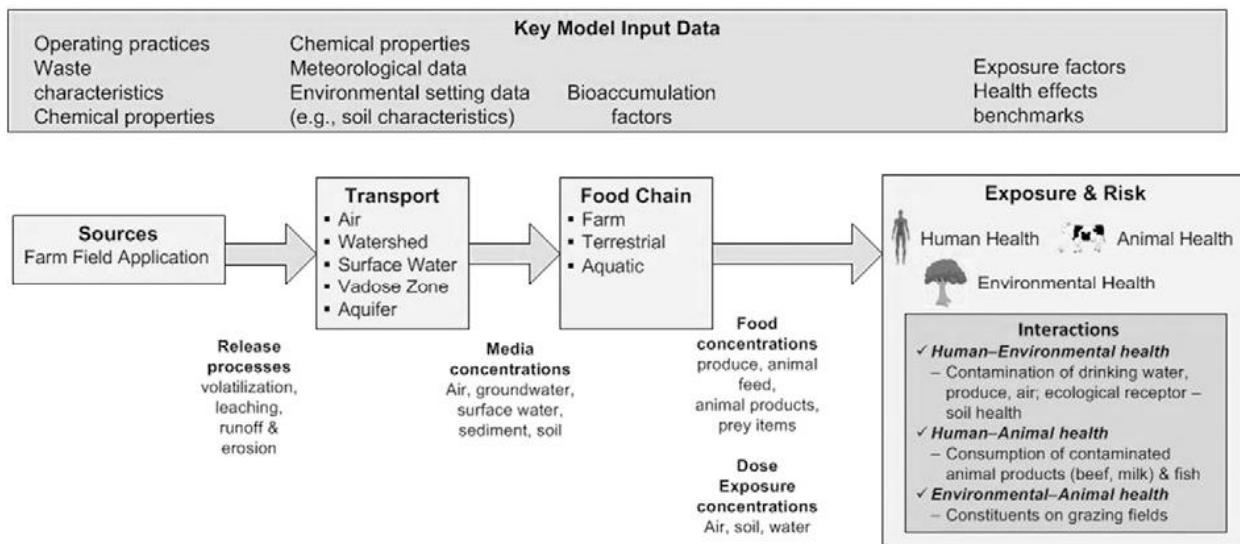 Key Model Input Data
Operating practices
Waste
characteristics
Chemical properties
Chemical properties
Meteorological data
Environmental setting data
(e.g., soil characteristics)
Bioaccumulation
factors
Exposure factors
Health effects
benchmarks
Sources
Farm Field Application
Release
processes
volatilization,
leaching,
runoff &
erosion
Transport
▪ Air
▪ Watershed
▪ Surface Water
▪ Vadose Zone
▪ Aquifer
Media
concentrations
Air, groundwater,
surface water,
sediment, soil
Food Chain
▪ Farm
▪ Terrestrial
▪ Aquatic
Food
concentrations
produce, animal
feed,
animal products,
prey items
Dose
Exposure
concentrations
Air, soil, water
Exposure & Risk
Human Health
Animal Health
Environmental Health
Interactions
✓ Human–Environmental health
– Contamination of drinking water,
produce, air; ecological receptor –
soil health
✓ Human–Animal health
– Consumption of contaminated
animal products (beef, milk) & fish
✓ Environmental–Animal health
– Constituents on grazing fields